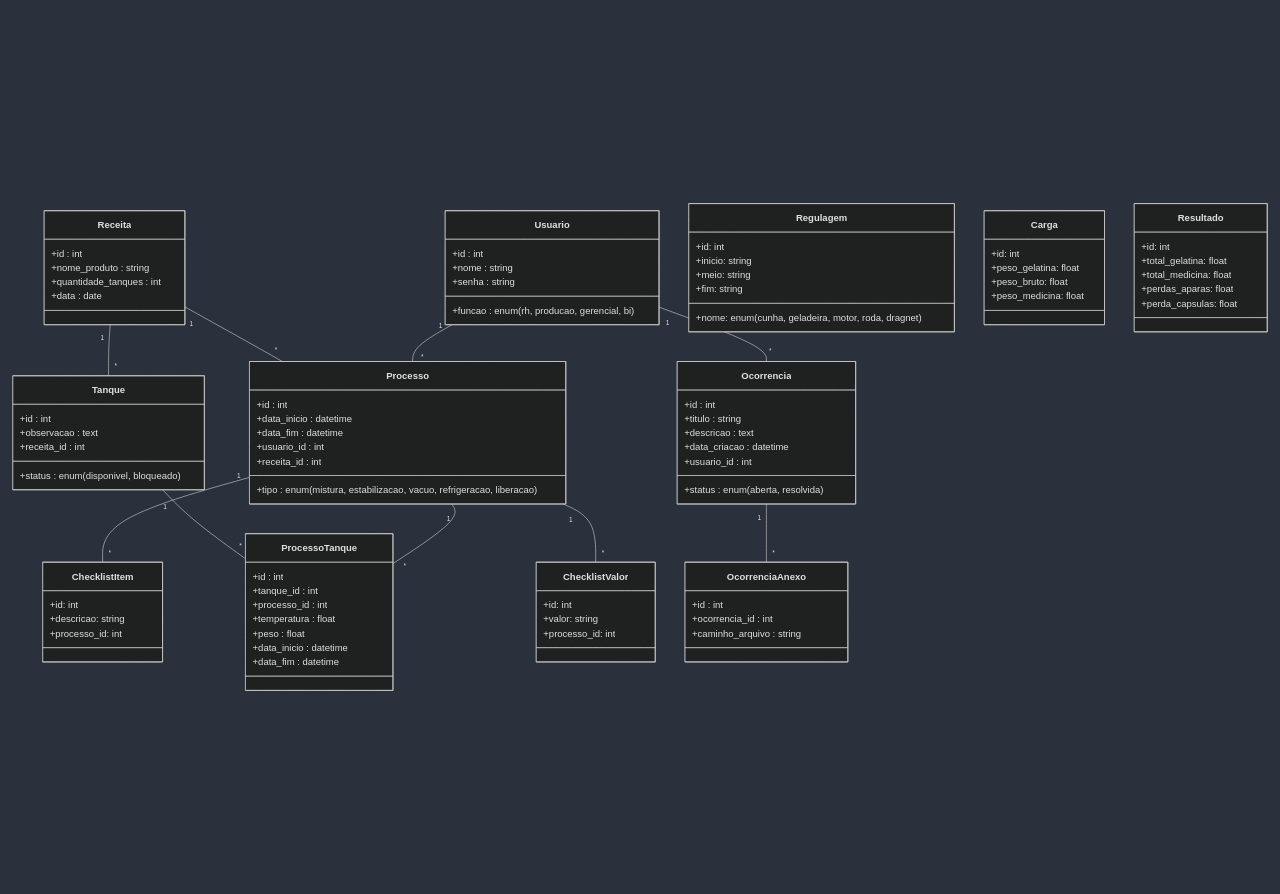 Receita
+id : int
+nome_produto : string
+quantidade_tanques : int
+data : date
Usuario
+id : int
+nome : string
+senha : string
+funcao : enum(rh, producao, gerencial, bi)
Regulagem
+id: int
+inicio: string
+meio: string
+fim: string
+nome: enum(cunha, geladeira, motor, roda, dragnet)
Carga
+id: int
+peso_gelatina: float
+peso_bruto: float
+peso_medicina: float
Resultado
+id: int
+total_gelatina: float
+total_medicina: float
+perdas_aparas: float
+perda_capsulas: float
1
1
1
1
*
*
*
*
Tanque
+id : int
+observacao : text
+receita_id : int
+status : enum(disponivel, bloqueado)
Processo
+id : int
+data_inicio : datetime
+data_fim : datetime
+usuario_id : int
+receita_id : int
+tipo : enum(mistura, estabilizacao, vacuo, refrigeracao, liberacao)
Ocorrencia
+id : int
+titulo : string
+descricao : text
+data_criacao : datetime
+usuario_id : int
+status : enum(aberta, resolvida)
1
1
1
1
1
*
*
*
*
*
ChecklistItem
+id: int
+descricao: string
+processo_id: int
ProcessoTanque
+id : int
+tanque_id : int
+processo_id : int
+temperatura : float
+peso : float
+data_inicio : datetime
+data_fim : datetime
ChecklistValor
+id: int
+valor: string
+processo_id: int
OcorrenciaAnexo
+id : int
+ocorrencia_id : int
+caminho_arquivo : string